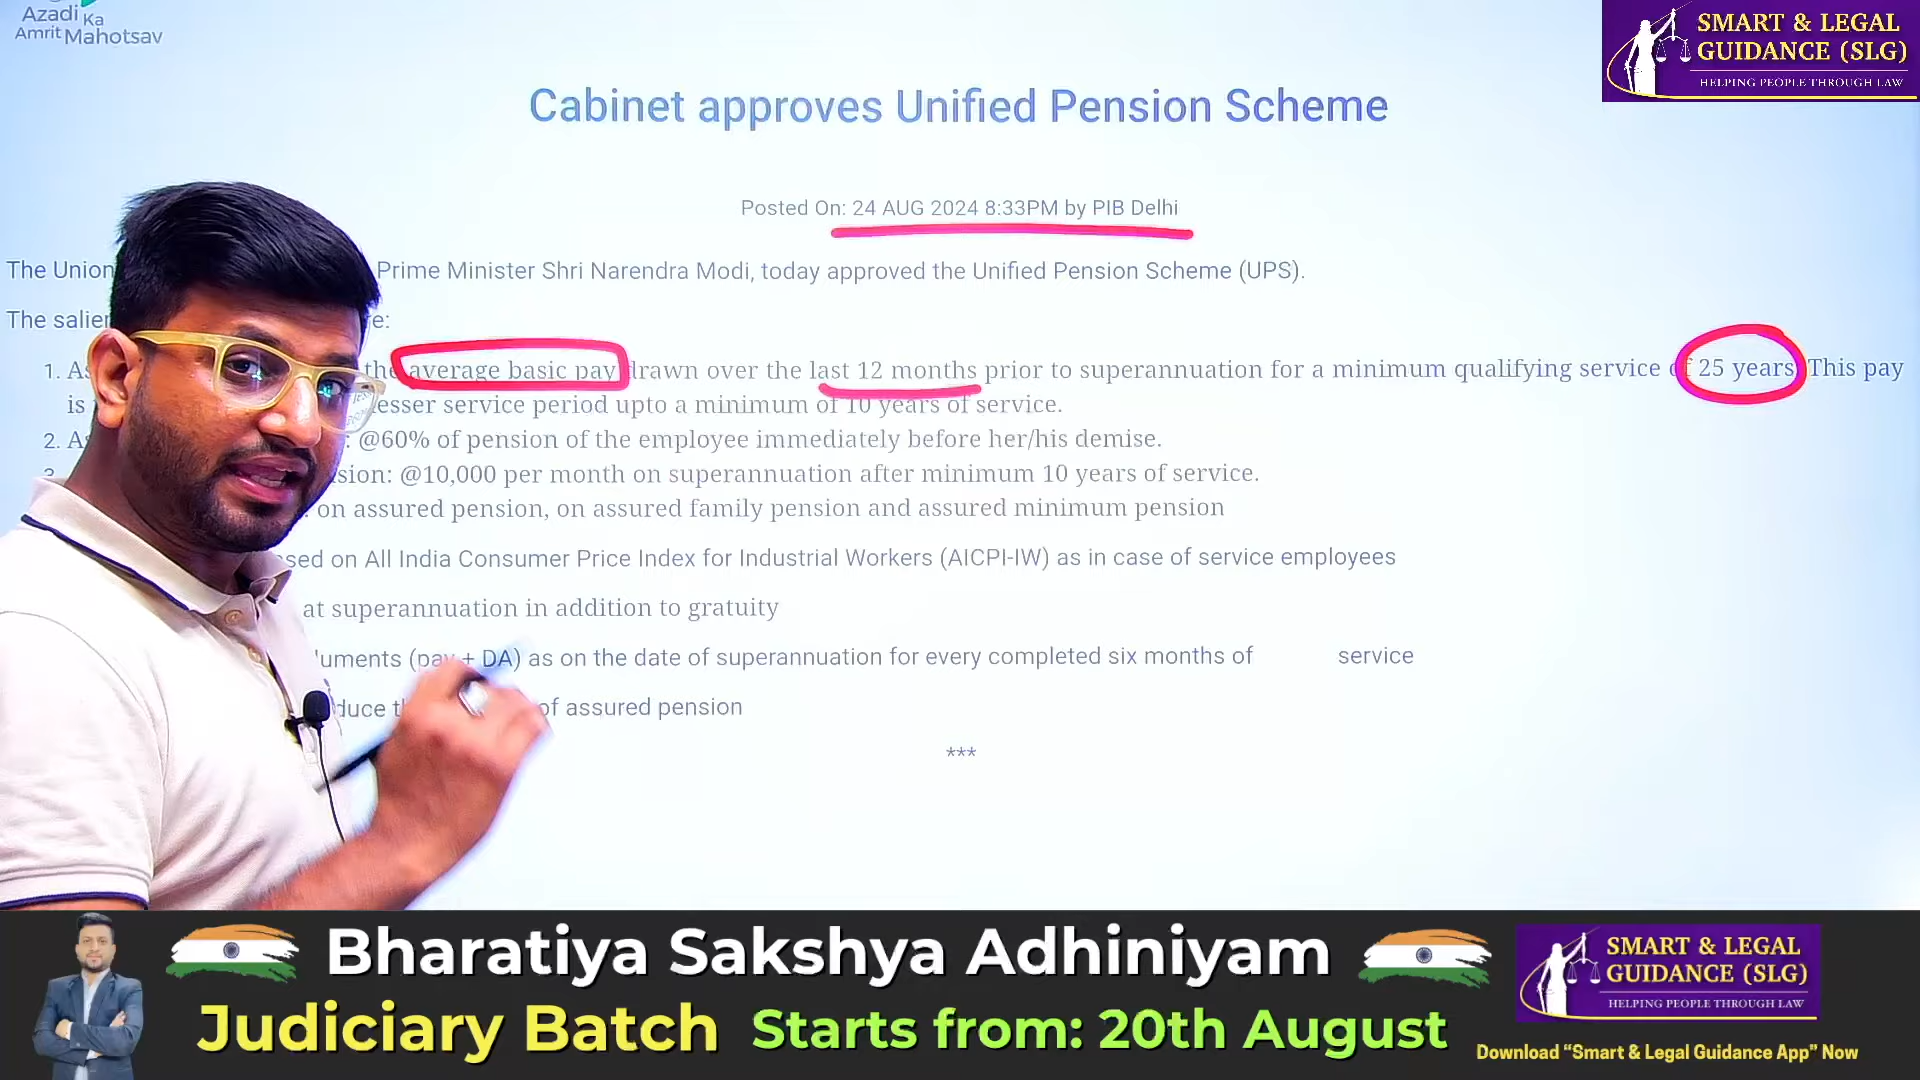 Azadi Ka
Amrit Mahotsav
SMART & LEGAL
GUIDANCE (SLG)
HELPING PEOPLE THROUGH LAW
Cabinet approves Unified Pension Scheme
Posted On: 24 AUG 2024 8:33PM by PIB Delhi
The Union Prime Minister Shri Narendra Modi, today approved the Unified Pension Scheme (UPS).
The salien e:
1. As the average basic pay drawn over the last 12 months prior to superannuation for a minimum qualifying service of 25 years. This pay
is lesser service period upto a minimum of 10 years of service.
2. As : @60% of pension of the employee immediately before her/his demise.
3. sion: @10,000 per month on superannuation after minimum 10 years of service.
: on assured pension, on assured family pension and assured minimum pension
sed on All India Consumer Price Index for Industrial Workers (AICPI-IW) as in case of service employees
at superannuation in addition to gratuity
uments (pay + DA) as on the date of superannuation for every completed six months of service
duce of assured pension
***
Bharatiya Sakshya Adhiniyam
Judiciary Batch Starts from: 20th August
SMART & LEGAL
GUIDANCE (SLG)
HELPING PEOPLE THROUGH LAW
Download “Smart & Legal Guidance App” Now